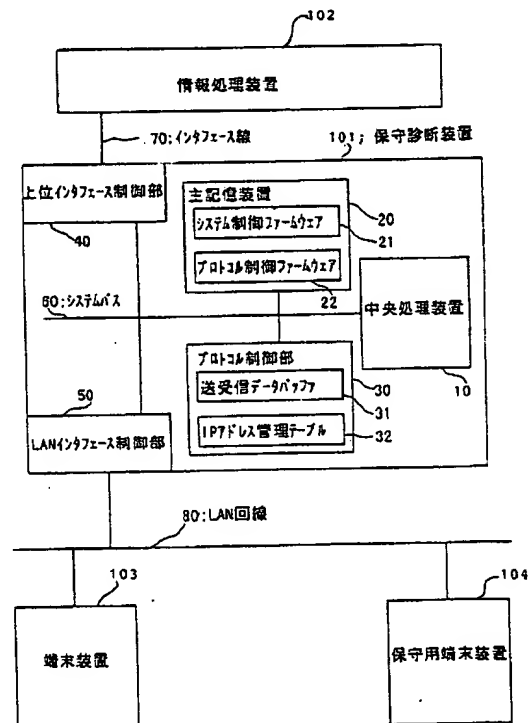 102
情報処理装置
70:インタフェース線
101; 保守診断装置
上位インタフェース制御部
40
主記憶装置
20
システム制御ファームウェア
21
プロトコル制御ファームウェア
22
60:システムバス
中央処理装置
10
プロトコル制御部
30
送受信データバッファ
31
IPアドレス管理テーブル
32
50
LANインタフェース制御部
80:LAN回線
103
端末装置
104
保守用端末装置